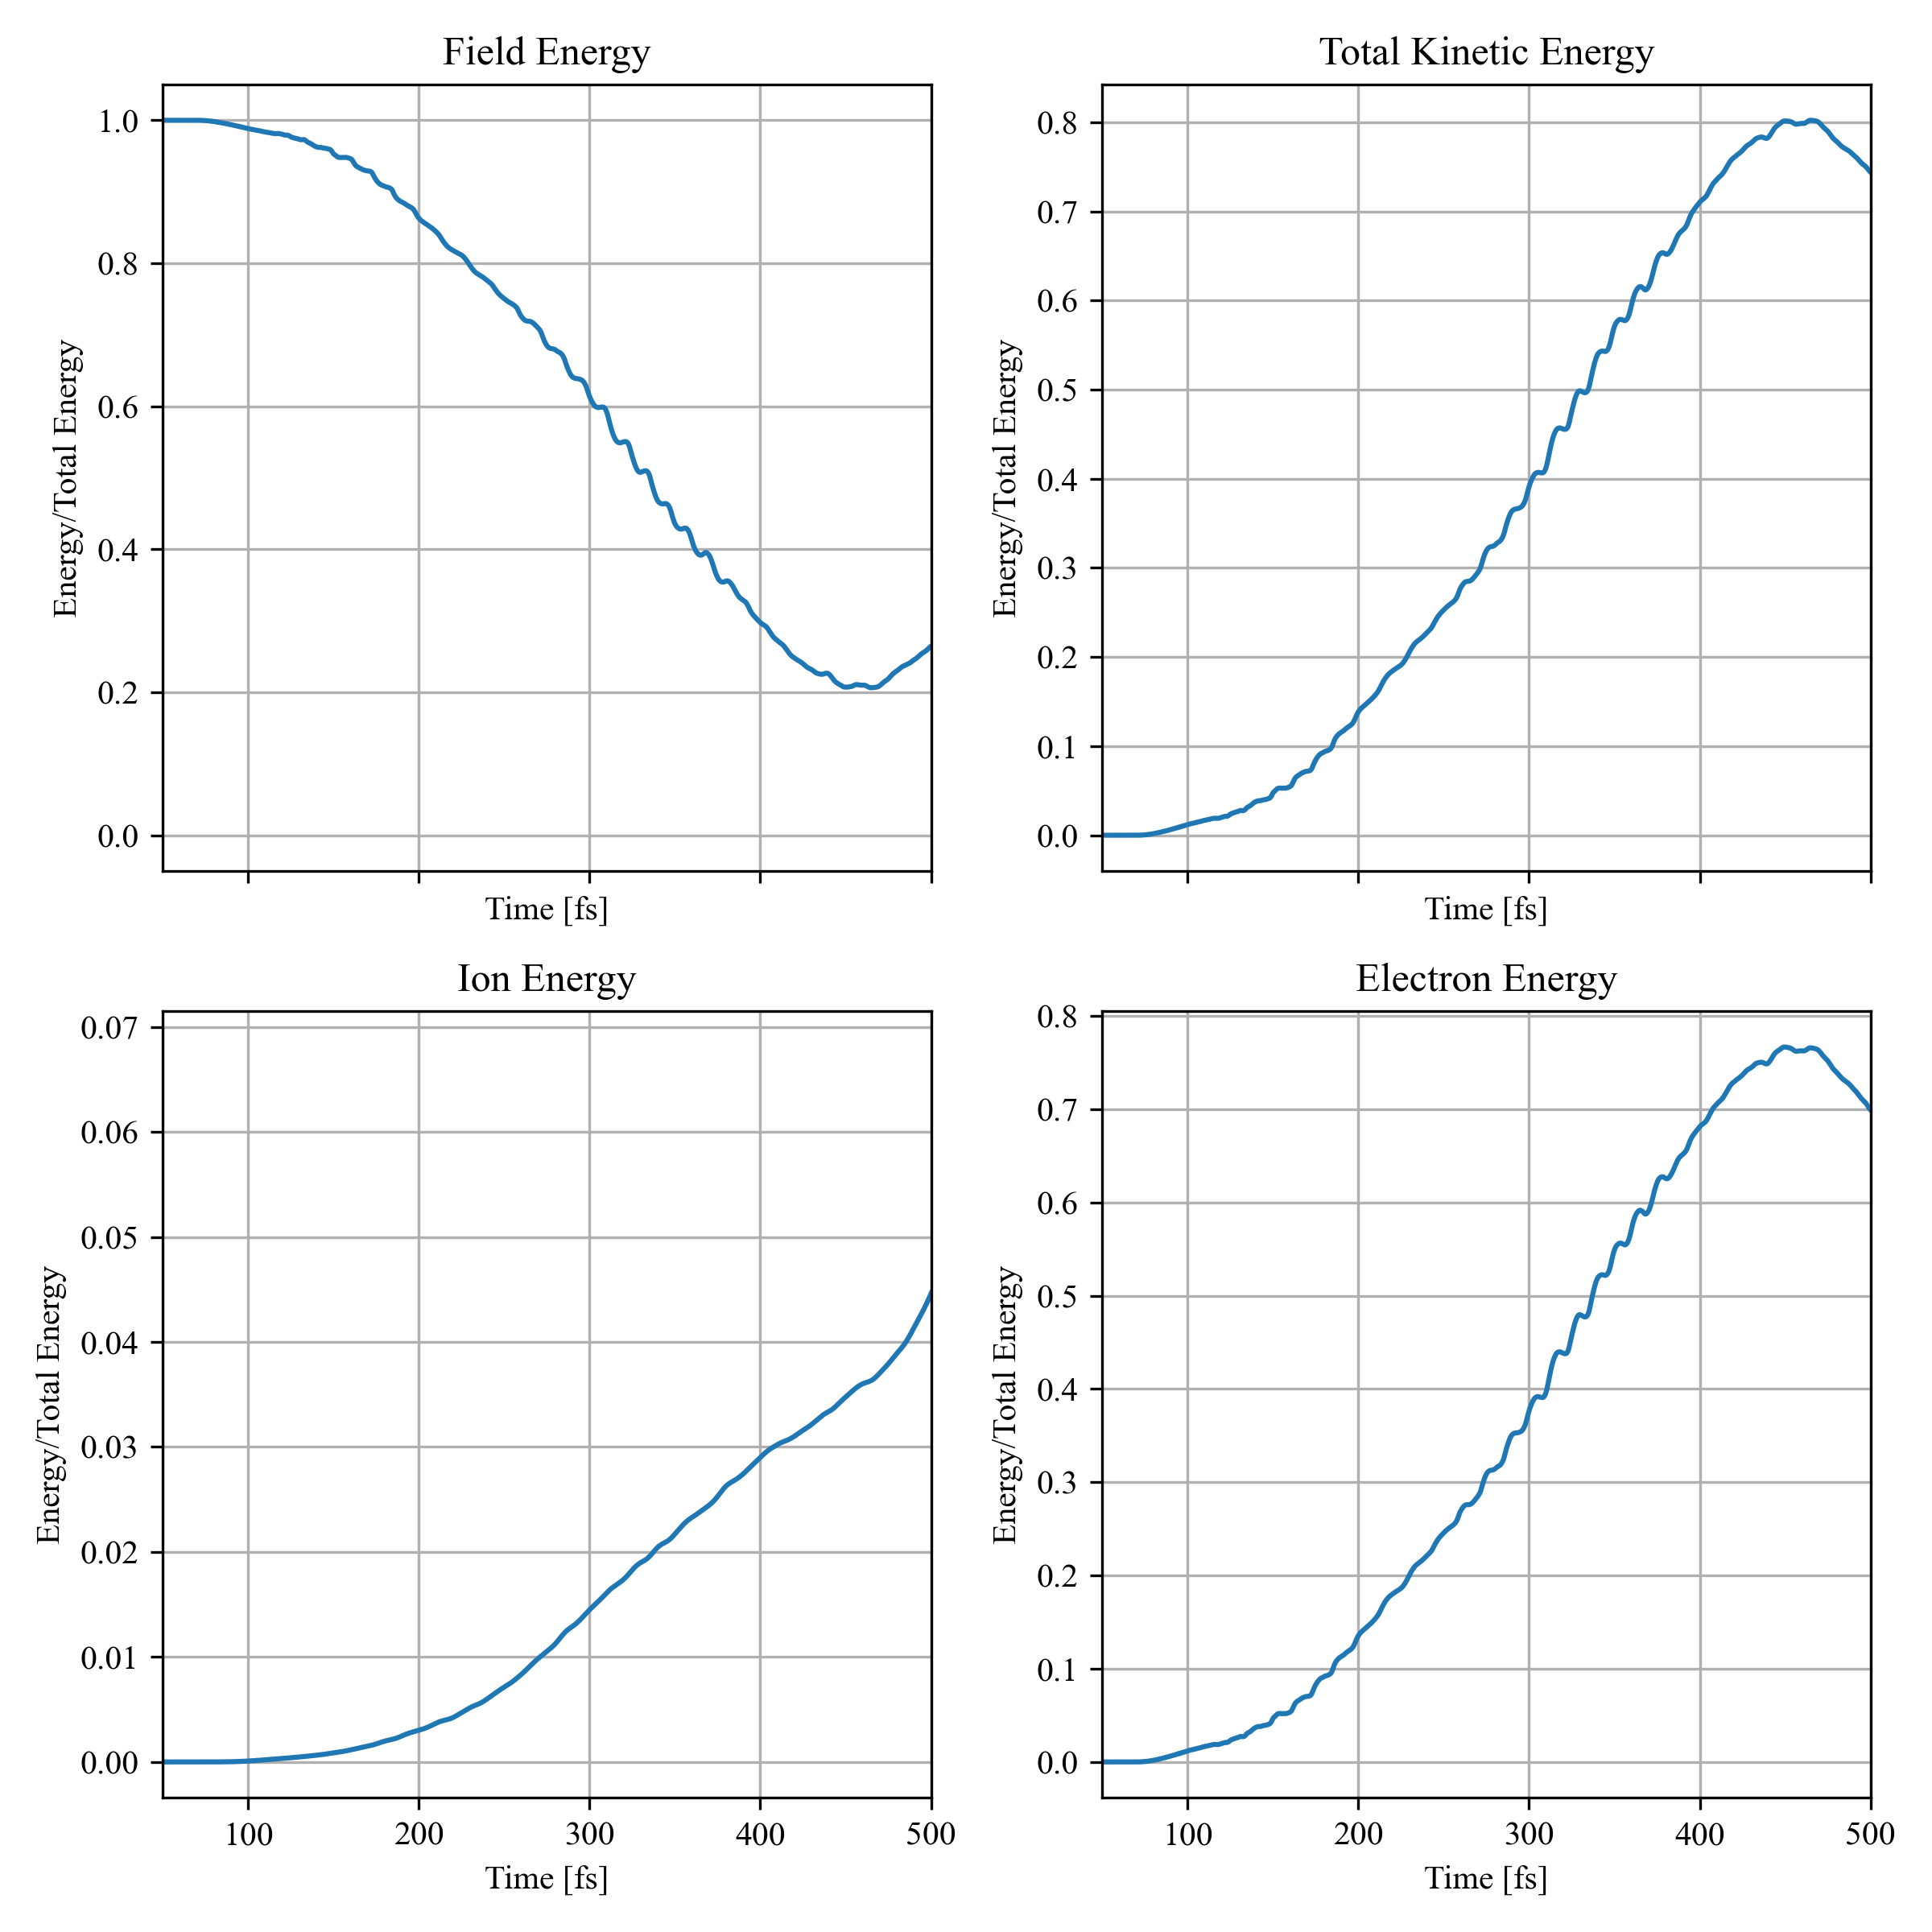 Field Energy
Energy/Total Energy
1.0
0.8
0.6
0.4
0.2
0.0
Time [fs]
Total Kinetic Energy
Energy/Total Energy
0.8
0.7
0.6
0.5
0.4
0.3
0.2
0.1
0.0
Time [fs]
Ion Energy
Energy/Total Energy
0.07
0.06
0.05
0.04
0.03
0.02
0.01
0.00
100 200 300 400 500
Time [fs]
Electron Energy
Energy/Total Energy
0.8
0.7
0.6
0.5
0.4
0.3
0.2
0.1
0.0
100 200 300 400 500
Time [fs]